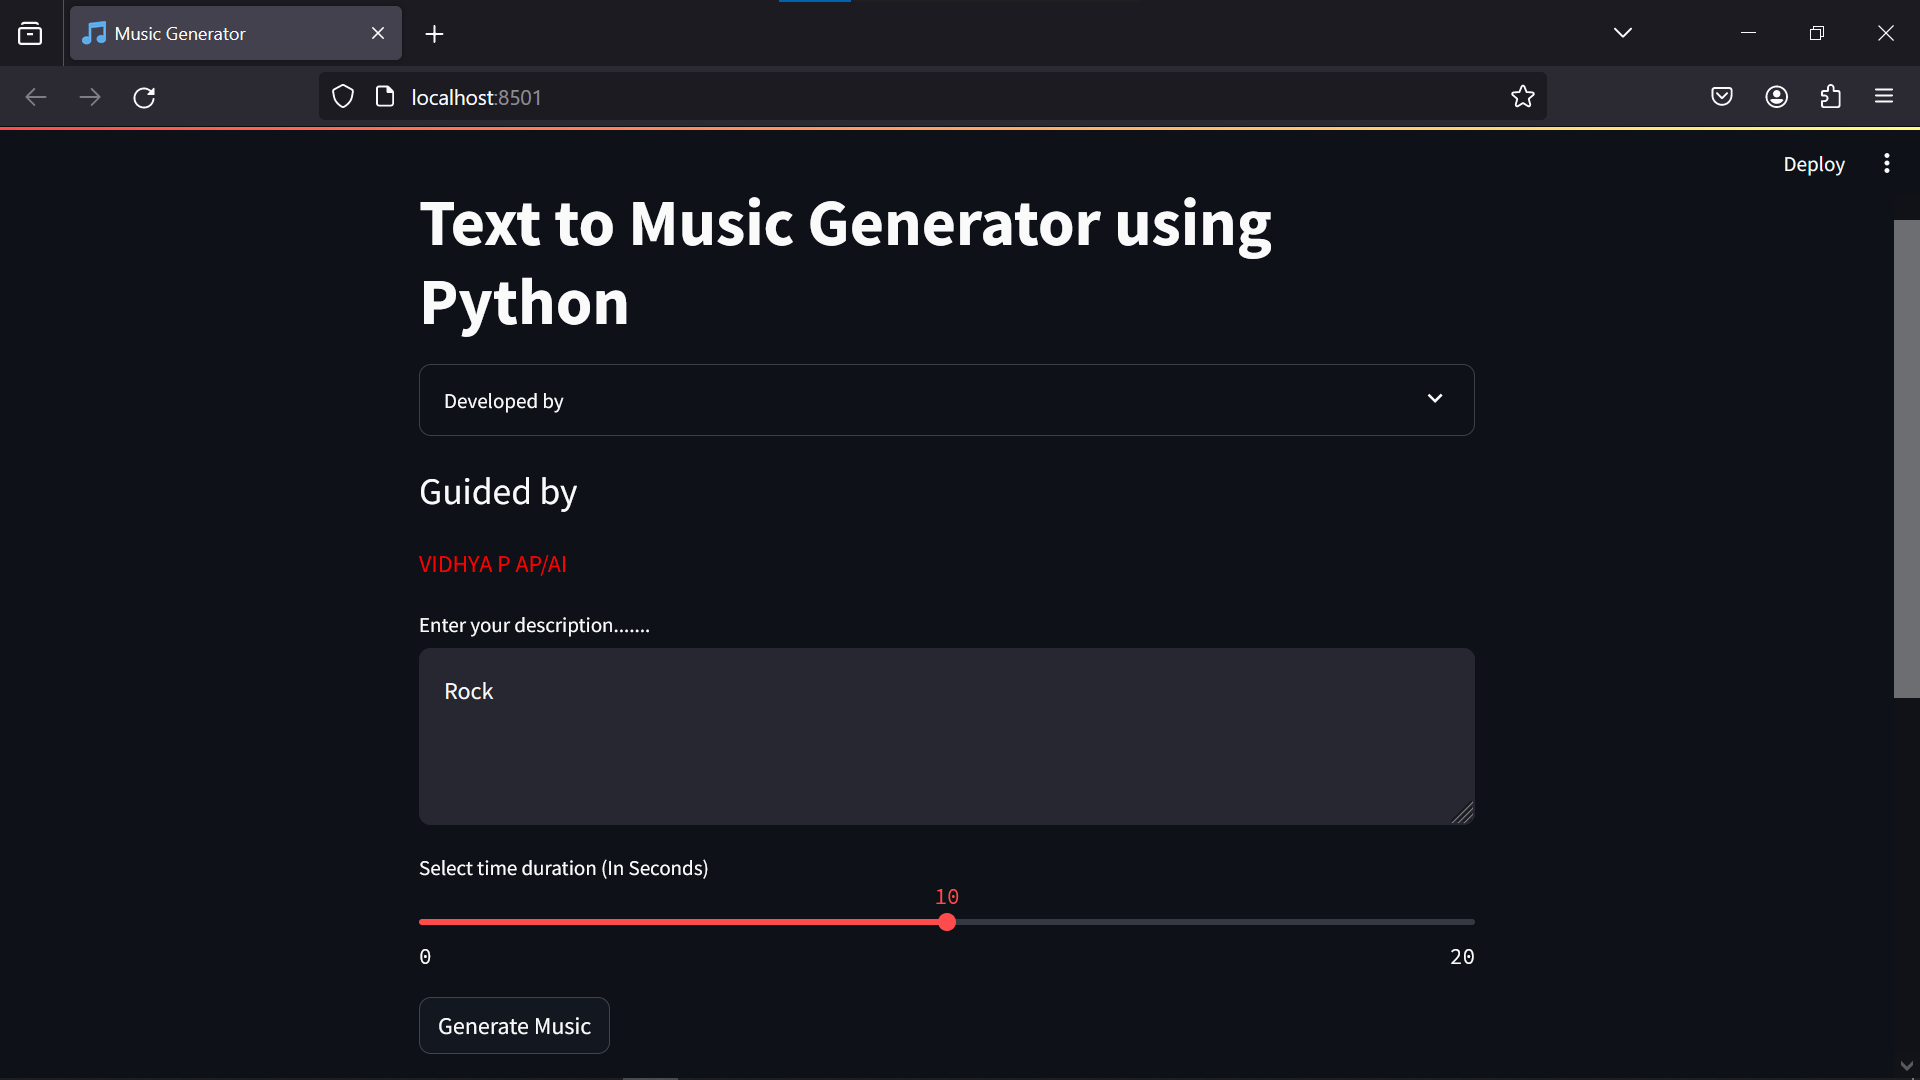 Music Generator
localhost:8501
Deploy
Text to Music Generator using
Python
Developed by
Guided by
VIDHYA P AP/AI
Enter your description.......
Rock
Select time duration (In Seconds)
10
0
20
Generate Music